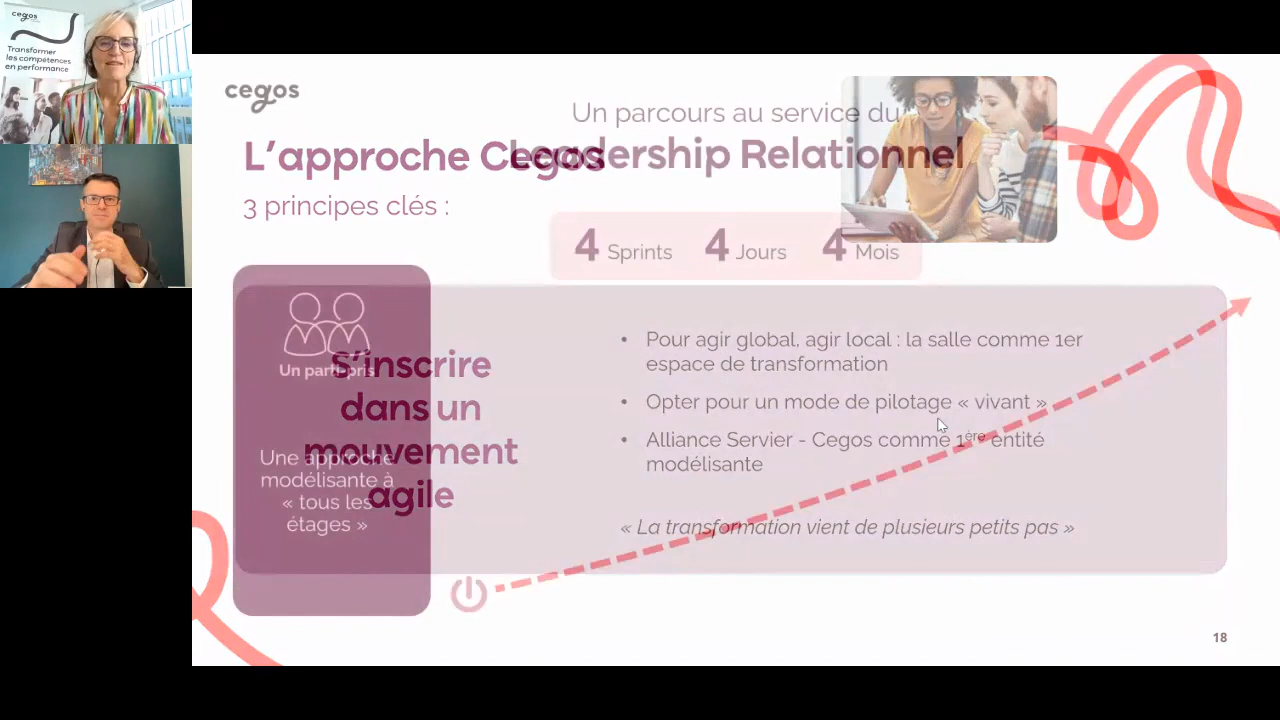 cegos
Transformer
les compétences
en performance
cegos
Un parcours au service du
L'approche Cegos
Leadership Relationnel
3 principes clés :
4 Sprints 4 Jours 4 Mois
Un parti-pris
Une approche
modélisante à
« tous les
étages »
S'inscrire
dans un
mouvement
agile
• Pour agir global, agir local : la salle comme 1er
espace de transformation
• Opter pour un mode de pilotage « vivant »
• Alliance Servier - Cegos comme 1ère entité
modélisante
« La transformation vient de plusieurs petits pas »
18